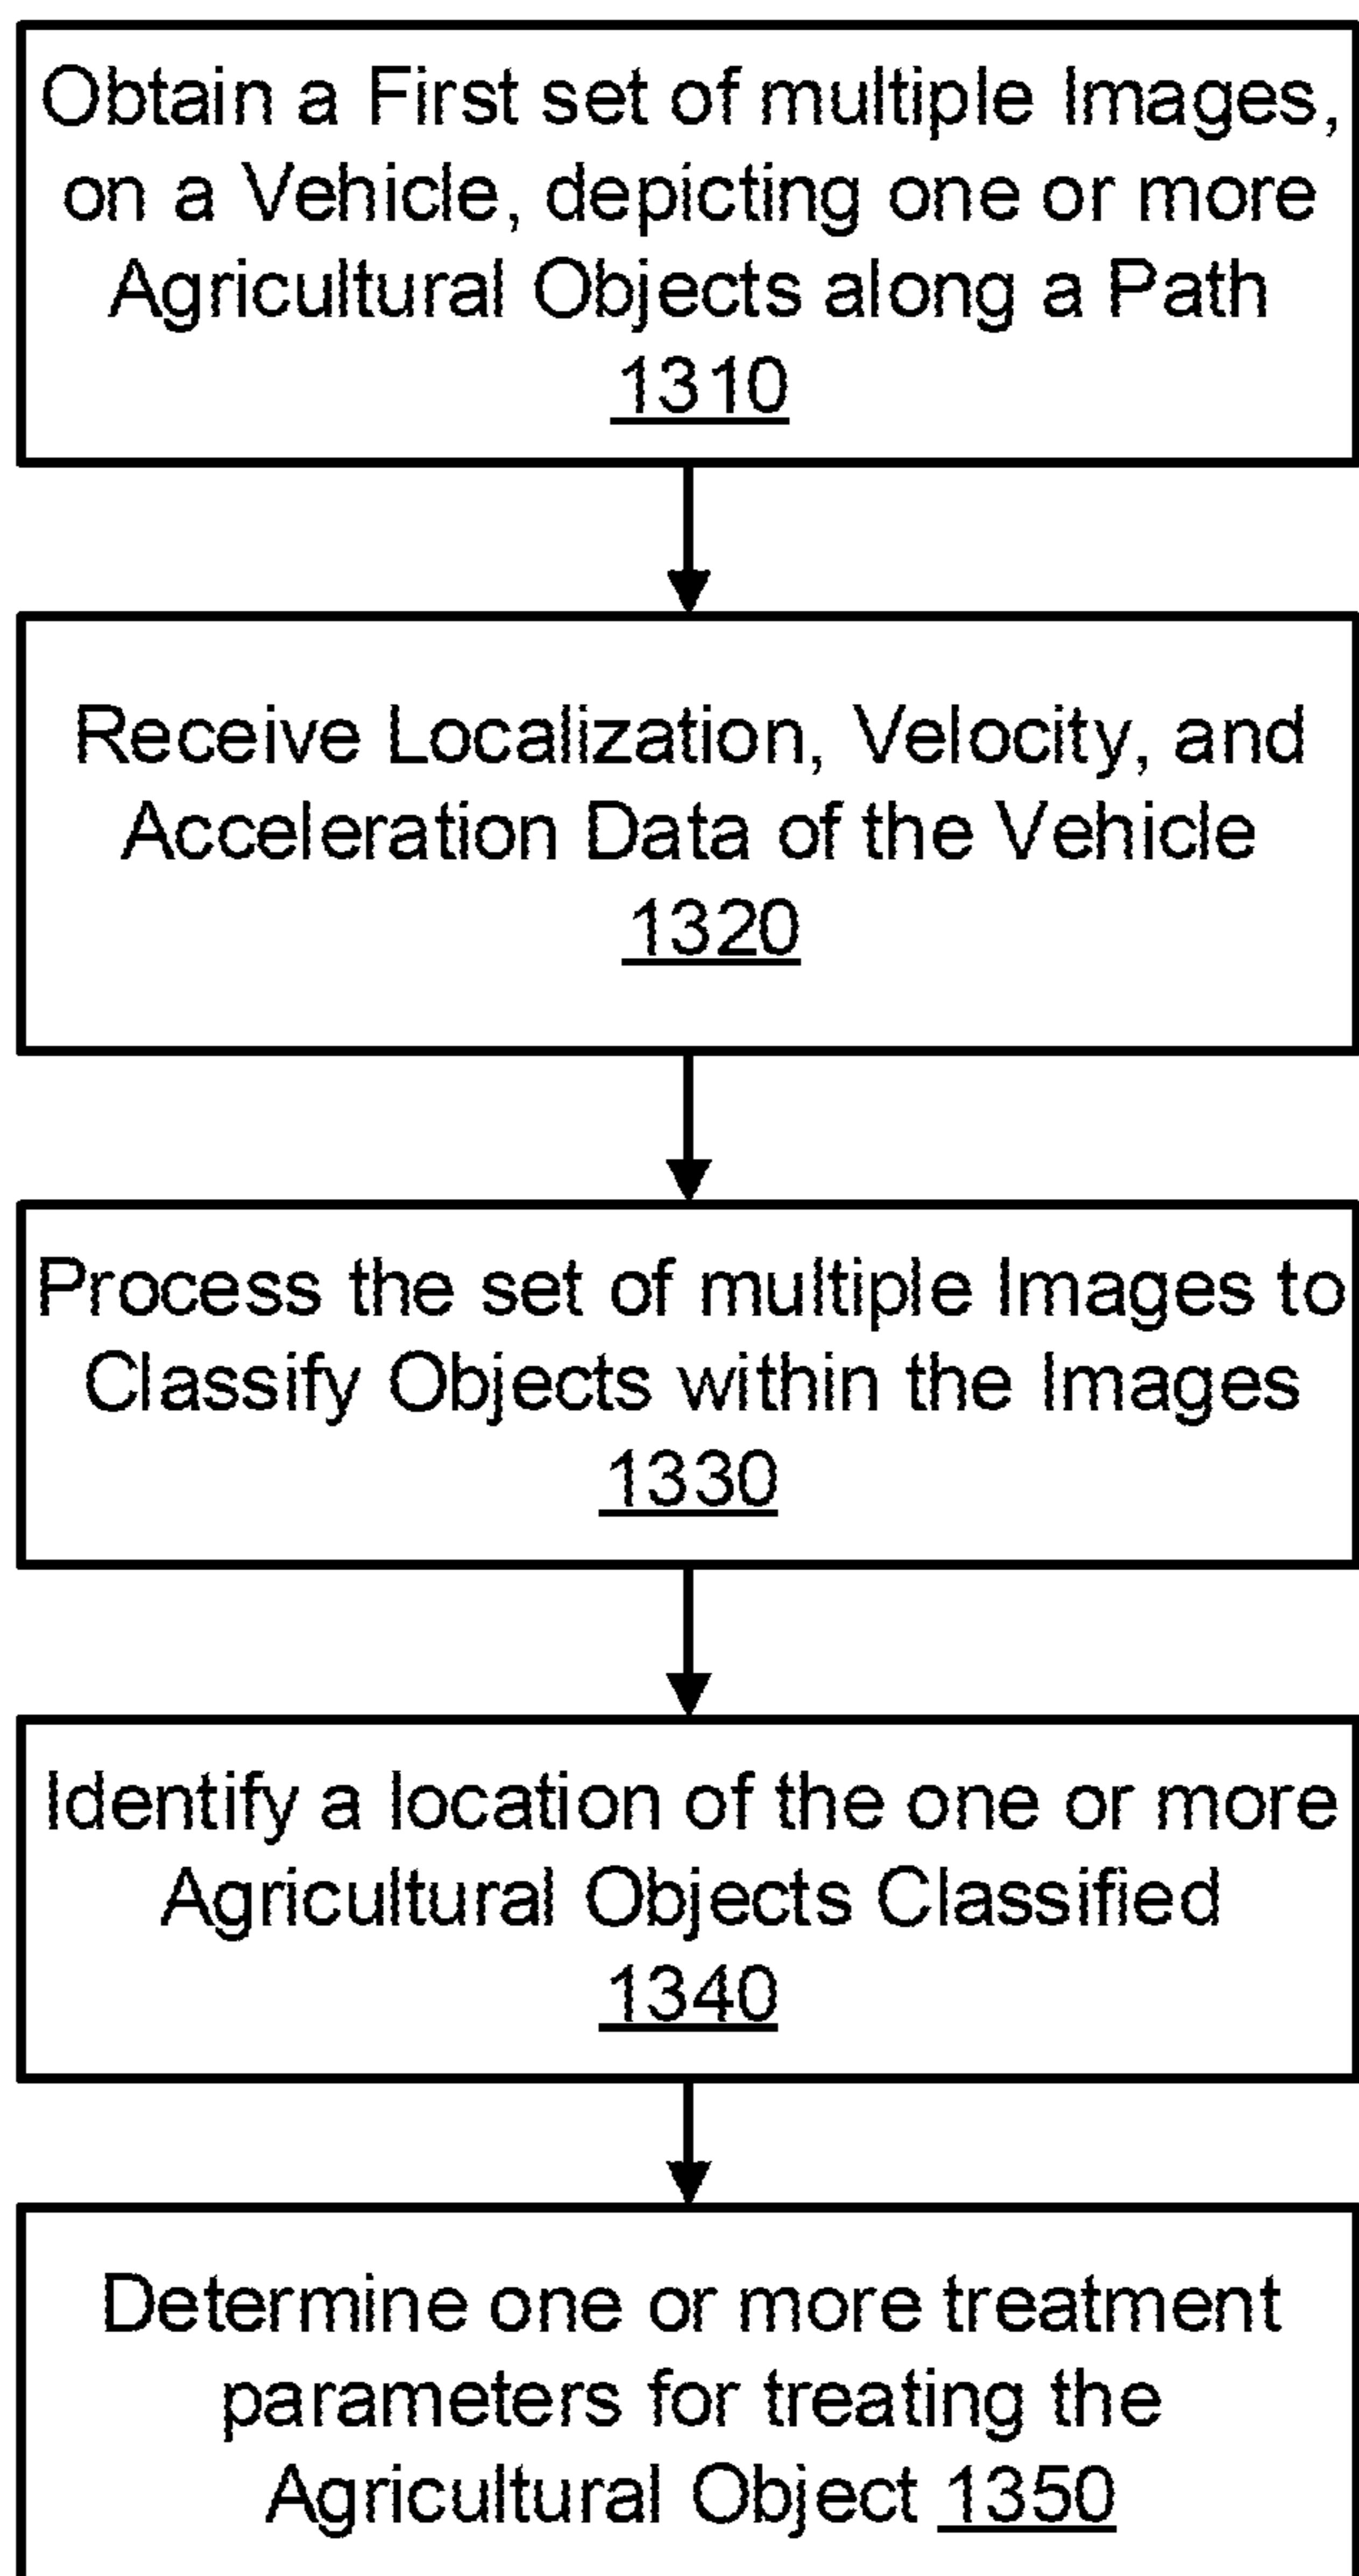 Obtain a First set of multiple Images,
on a Vehicle, depicting one or more
Agricultural Objects along a Path
1310
Receive Localization, Velocity, and
Acceleration Data of the Vehicle
1320
Process the set of multiple Images to
Classify Objects within the Images
1330
Identify a location of the one or more
Agricultural Objects Classified
1340
Determine one or more treatment
parameters for treating the
Agricultural Object 1350